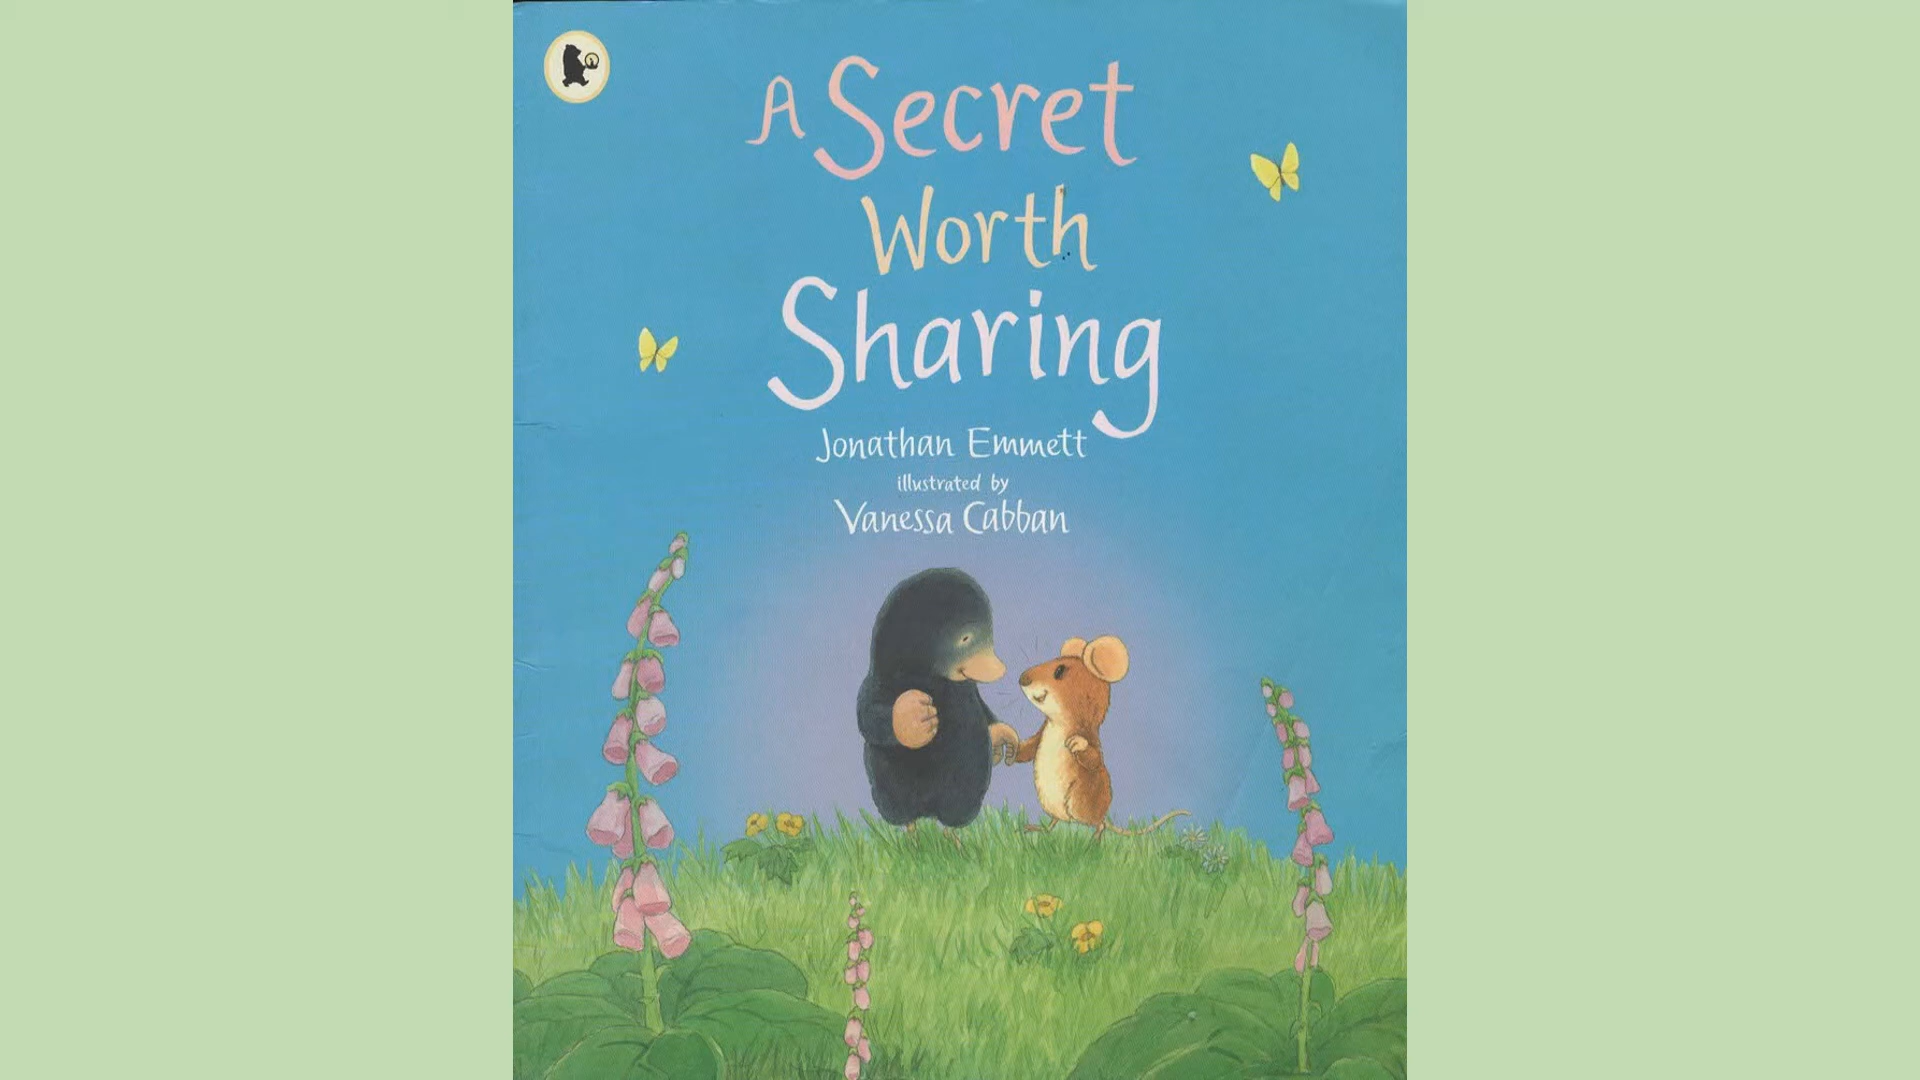 A Secret
Worth
Sharing
Jonathan Emmett
illustrated by
Vanessa Cabban